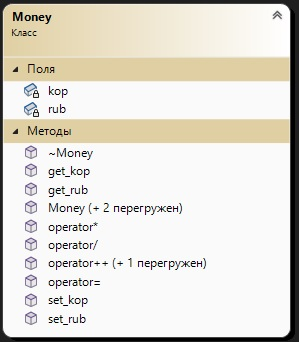 Money
Класс
Поля
kop
rub
Методы
~Money
get_kop
get_rub
Money (+ 2 перегружен)
operator*
operator/
operator++ (+ 1 перегружен)
operator=
set_kop
set_rub